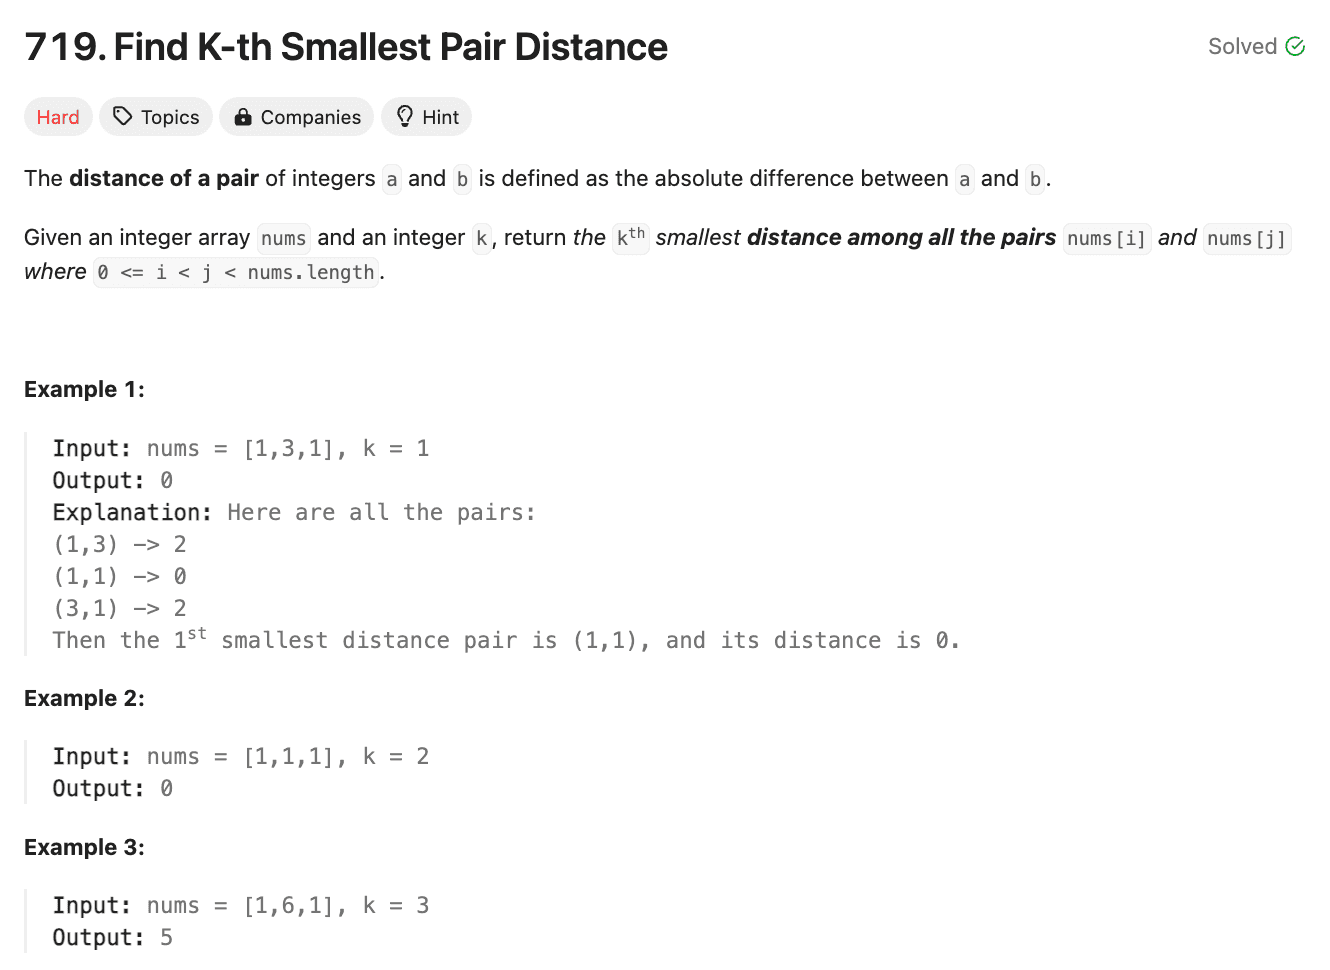 719. Find K-th Smallest Pair Distance
Solved
Hard
Topics
Companies
Hint
The distance of a pair of integers a and b is defined as the absolute difference between a and b.
Given an integer array nums and an integer k, return the kth smallest distance among all the pairs nums[i] and nums[j]
where 0 <= i < j < nums.length.
Example 1:
Input: nums = [1,3,1], k = 1
Output: 0
Explanation: Here are all the pairs:
(1,3) -> 2
(1,1) -> 0
(3,1) -> 2
Then the 1st smallest distance pair is (1,1), and its distance is 0.
Example 2:
Input: nums = [1,1,1], k = 2
Output: 0
Example 3:
Input: nums = [1,6,1], k = 3
Output: 5